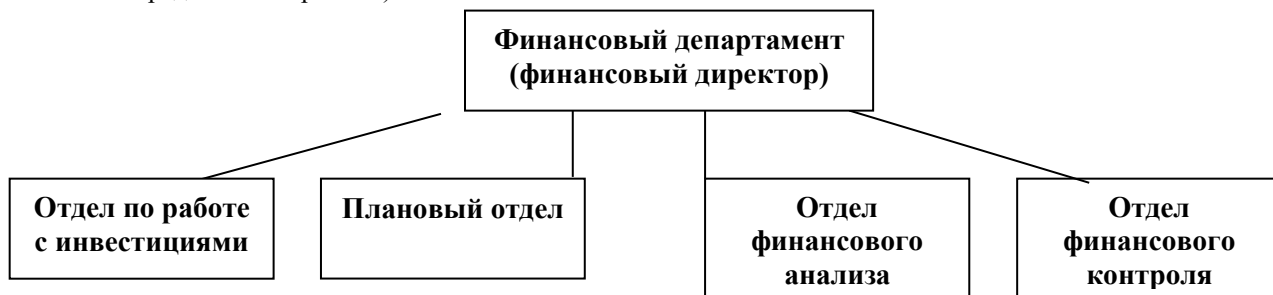 Финансовый департамент
(финансовый директор)
Отдел по работе
с инвестициями
Плановый отдел
Отдел
финансового
анализа
Отдел
финансового
контроля